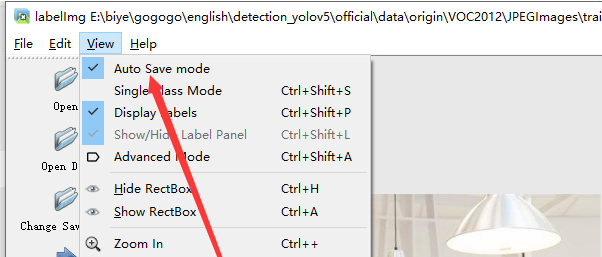 labelImg E:\biye\gogogo\english\detection_yolov5\official\data\origin\VOC2012\JPEGImages\trai
File Edit View Help
Auto Save mode
Single Class Mode Ctrl+Shift+S
Open
Display Labels Ctrl+Shift+P
Show/Hide Label Panel Ctrl+Shift+L
Advanced Mode Ctrl+Shift+A
Open D
Hide RectBox Ctrl+H
Show RectBox Ctrl+A
Change Sav
Zoom In Ctrl++